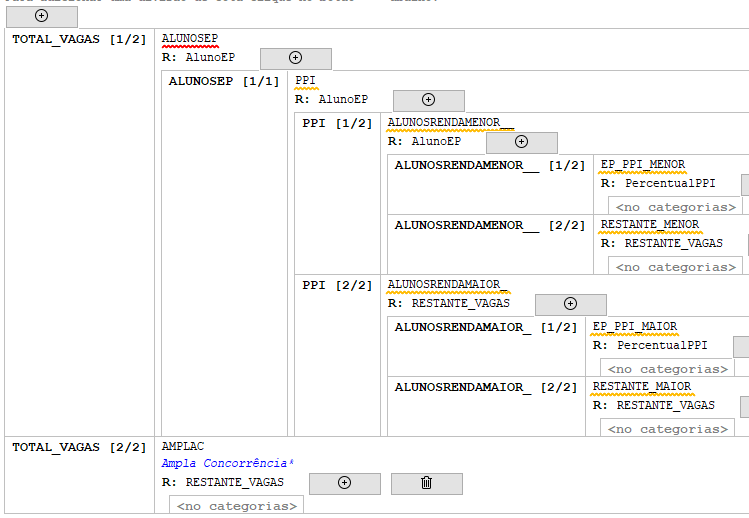 TOTAL_VAGAS [1/2]
ALUNOSEP
R: AlunoEP
ALUNOSEP [1/1]
PPI
R: AlunoEP
PPI [1/2]
ALUNOSRENDAMENOR__
R: AlunoEP
ALUNOSRENDAMENOR__ [1/2]
EP_PPI_MENOR
R: PercentualPPI
<no categorias>
ALUNOSRENDAMENOR__ [2/2]
RESTANTE_MENOR
R: RESTANTE_VAGAS
<no categorias>
PPI [2/2]
ALUNOSRENDAMAIOR_
R: RESTANTE_VAGAS
ALUNOSRENDAMAIOR_ [1/2]
EP_PPI_MAIOR
R: PercentualPPI
<no categorias>
ALUNOSRENDAMAIOR_ [2/2]
RESTANTE_MAIOR
R: RESTANTE_VAGAS
<no categorias>
TOTAL_VAGAS [2/2]
AMPLAC
Ampla Concorrência*
R: RESTANTE_VAGAS
<no categorias>